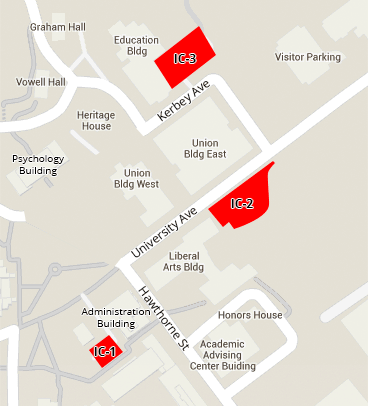 Graham Hall
Education
Bldg
IC-3
Visitor Parking
Vowell Hall
Kerbey Ave
Heritage
House
Union
Bldg East
Psychology
Building
Union
Bldg West
IC-2
University Ave
Liberal
Arts Bldg
Hawthorne St
Administration
Building
Honors House
IC-1
Academic
Advising
Center Buiding